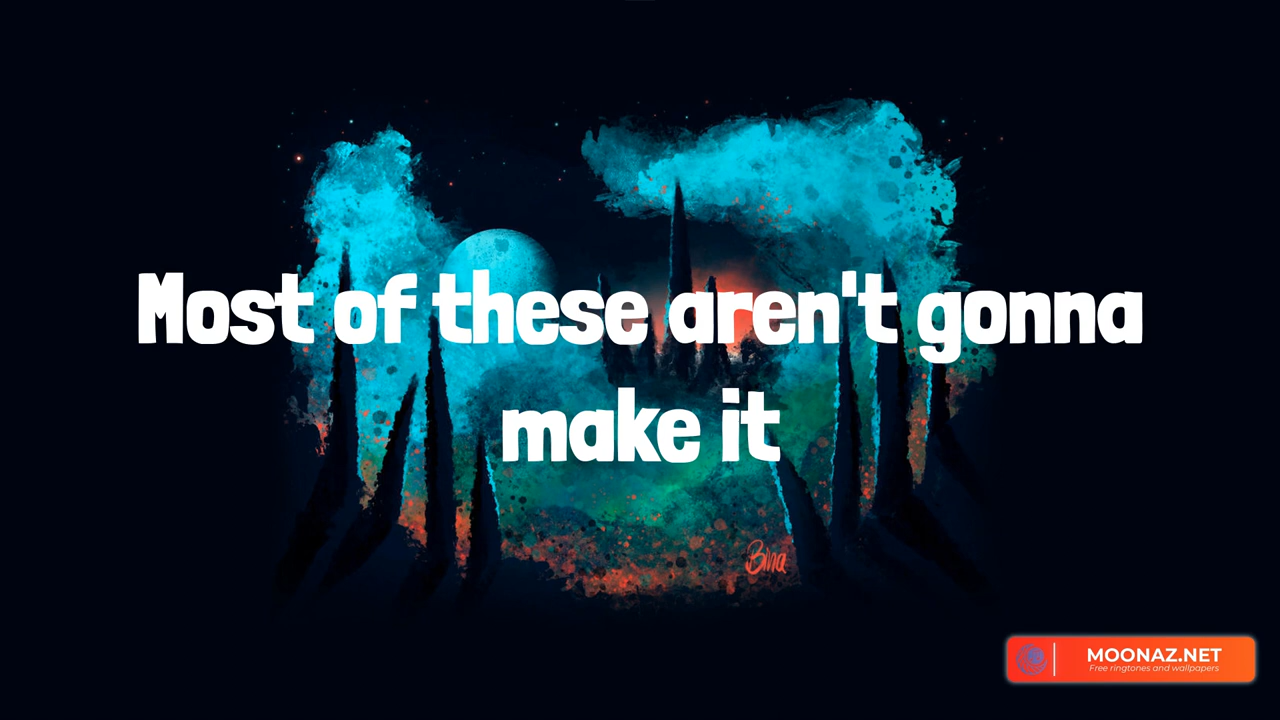 Most of these aren't gonna
make it
Bina
MOONAZ.NET
Free ringtones and wallpapers